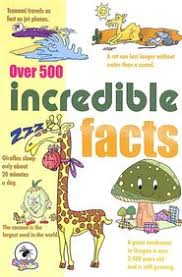 Tsunami travels as
fast as jet planes.
A rat can last longer without
water than a camel.
Over 500
incredible
facts
ZZZ
Giraffes sleep
only about
20 minutes
a day.
The coconut is the
largest seed in the world.
A giant mushroom
in Oregon is over
2,400 years old
and is still growing.